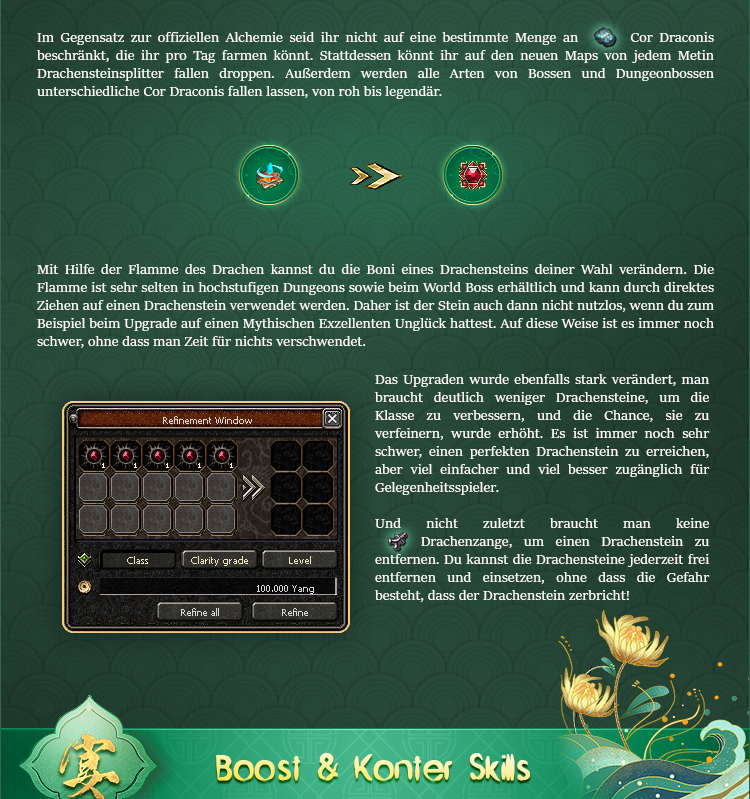 Im Gegensatz zur offiziellen Alchemie seid ihr nicht auf eine bestimmte Menge an Cor Draconis
beschränkt, die ihr pro Tag farmen könnt. Stattdessen könnt ihr auf den neuen Maps von jedem Metin
Drachensteinsplitter fallen droppen. Außerdem werden alle Arten von Bossen und Dungeonbossen
unterschiedliche Cor Draconis fallen lassen, von roh bis legendär.
Mit Hilfe der Flamme des Drachen kannst du die Boni eines Drachensteins deiner Wahl verändern. Die
Flamme ist sehr selten in hochstufigen Dungeons sowie beim World Boss erhältlich und kann durch direktes
Ziehen auf einen Drachenstein verwendet werden. Daher ist der Stein auch dann nicht nutzlos, wenn du zum
Beispiel beim Upgrade auf einen Mythischen Exzellenten Unglück hattest. Auf diese Weise ist es immer noch
schwer, ohne dass man Zeit für nichts verschwendet.
Das Upgraden wurde ebenfalls stark verändert, man
braucht deutlich weniger Drachensteine, um die
Klasse zu verbessern, und die Chance, sie zu
verfeinern, wurde erhöht. Es ist immer noch sehr
schwer, einen perfekten Drachenstein zu erreichen,
aber viel einfacher und viel besser zugänglich für
Gelegenheitsspieler.
Und nicht zuletzt braucht man keine
Drachenzange, um einen Drachenstein zu
entfernen. Du kannst die Drachensteine jederzeit frei
entfernen und einsetzen, ohne dass die Gefahr
besteht, dass der Drachenstein zerbricht!
Refinement Window
1 1 1 1 1
Class Clarity grade Level
100.000 Yang
Refine all Refine
宴
Boost & Konter Skills